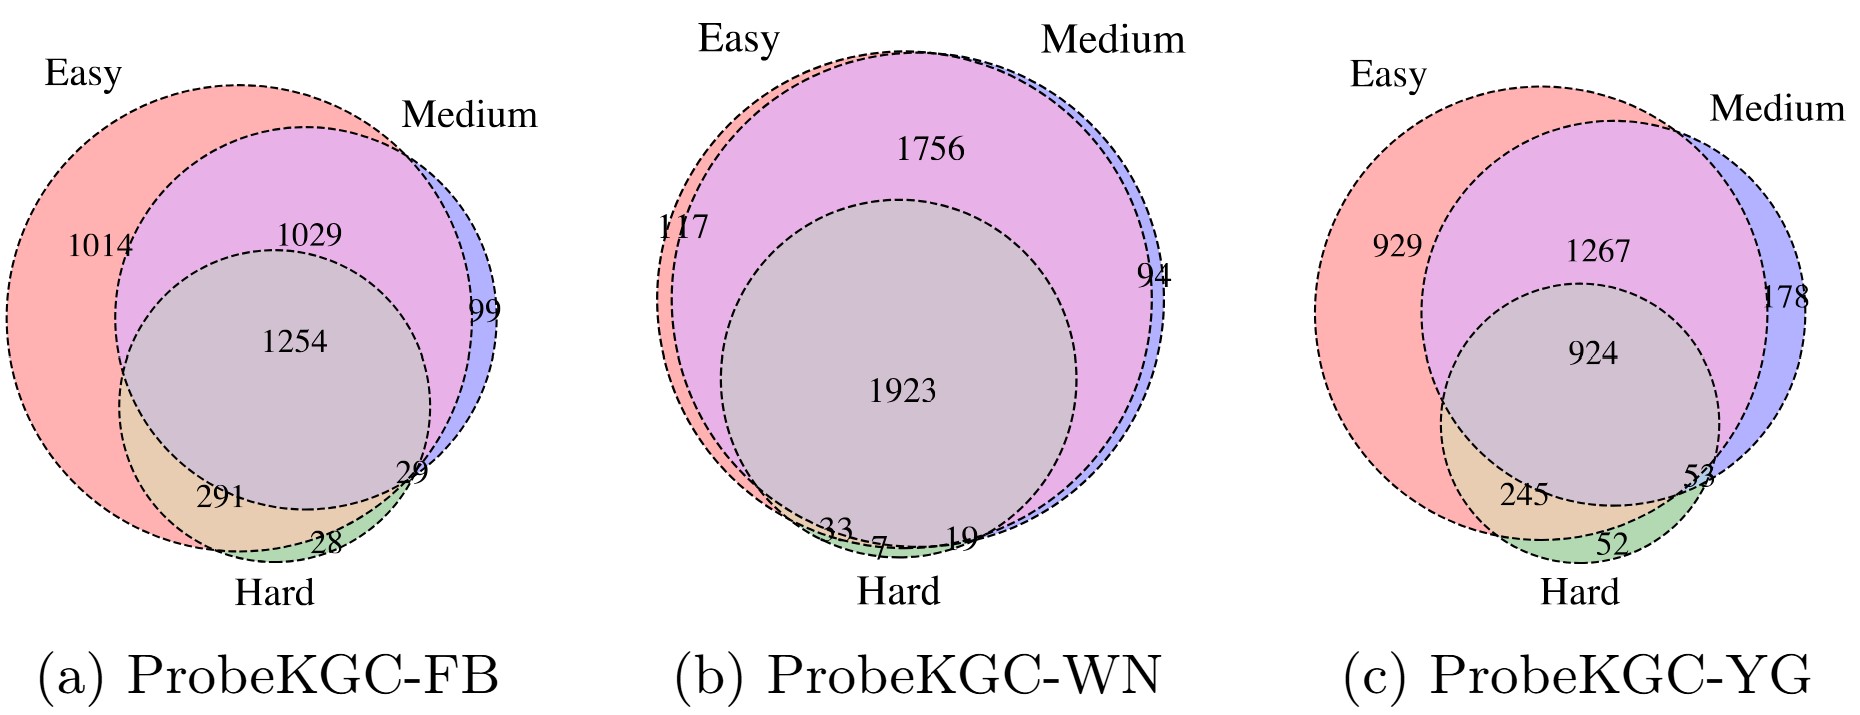 Easy
Medium
1014
1029
99
1254
29
291
28
Hard
(a) ProbeKGC-FB
Easy
Medium
1756
117
94
1923
33
7
19
Hard
(b) ProbeKGC-WN
Easy
Medium
929
1267
178
924
53
245
52
Hard
(c) ProbeKGC-YG